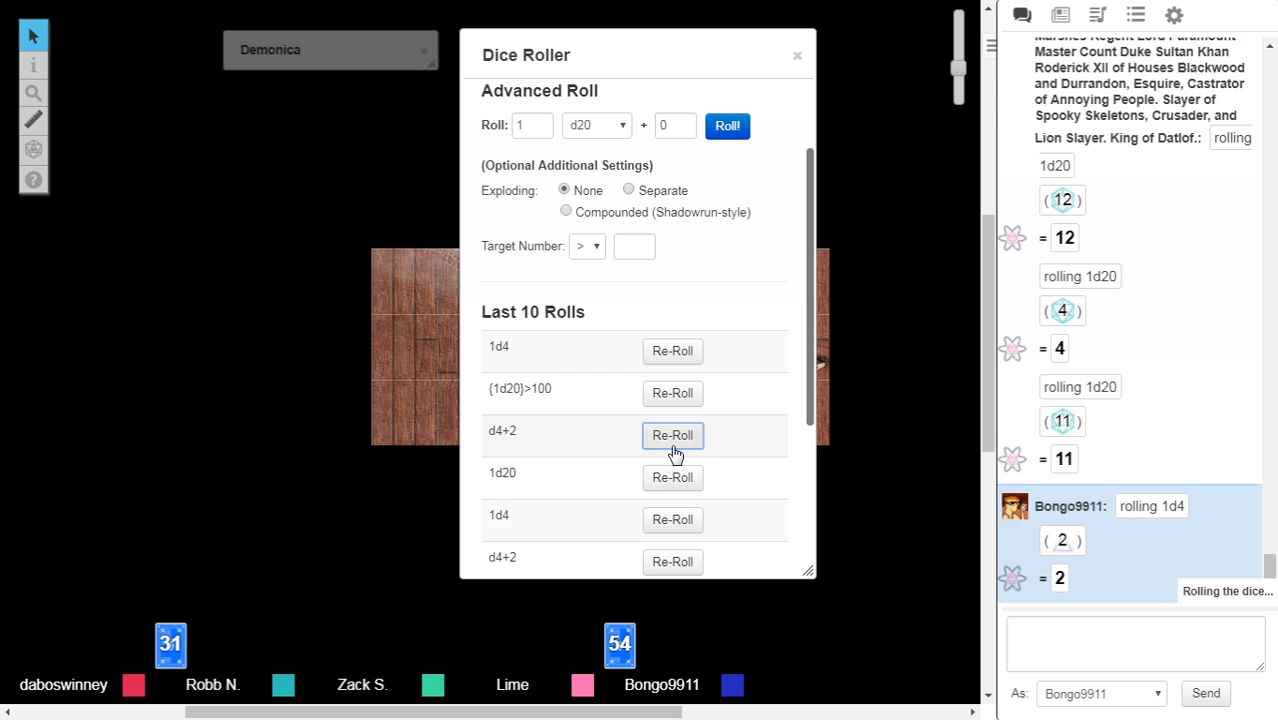 Demonica
×
Dice Roller
×
Advanced Roll
Roll: 1 d20 + 0 Roll!
(Optional Additional Settings)
Exploding: None Separate
Compounded (Shadowrun-style)
Target Number: >
Last 10 Rolls
1d4 Re-Roll
{1d20}>100 Re-Roll
d4+2 Re-Roll
1d20 Re-Roll
1d4 Re-Roll
d4+2 Re-Roll
31
54
daboswinney
Robb N.
Zack S.
Lime
Bongo9911
Marshes Regent Lord Paramount
Master Count Duke Sultan Khan
Roderick XII of Houses Blackwood
and Durrandon, Esquire, Castrator
of Annoying People. Slayer of
Spooky Skeletons, Crusader, and
Lion Slayer. King of Datlof.: rolling
1d20
(12)
= 12
rolling 1d20
(4)
= 4
rolling 1d20
(11)
= 11
Bongo9911: rolling 1d4
(2)
= 2
Rolling the dice...
As: Bongo9911 Send